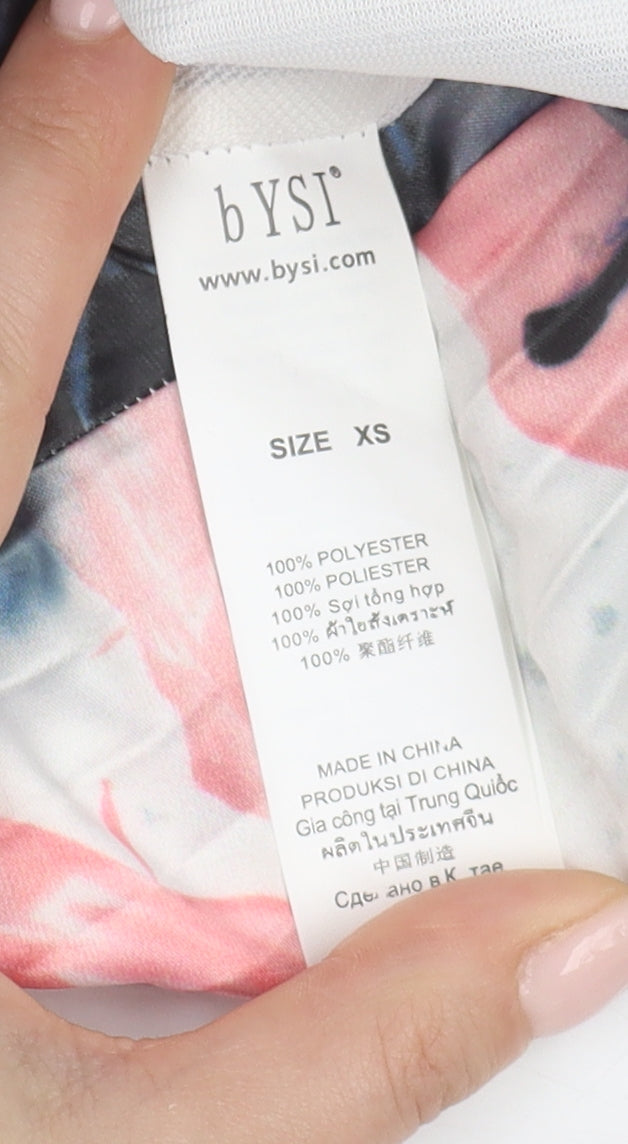 bYSI®
www.bysi.com
SIZE XS
100% POLYESTER
100% POLIESTER
100% Sợi tổng hợp
100% ผ้าใยสังเคราะห์
100% 聚酯纤维
MADE IN CHINA
PRODUKSI DI CHINA
Gia công tại Trung Quiốc
ผลิตในประเทศจีน
中国制造
Сделано в